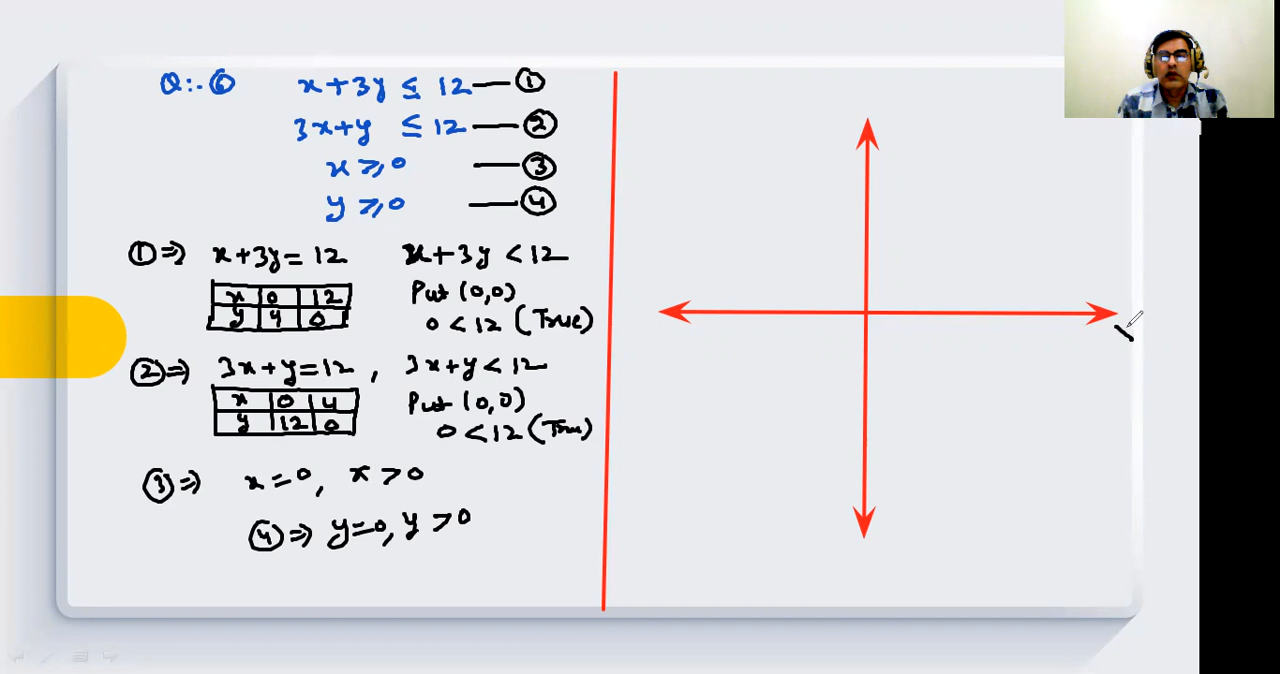 Q:- 6 x+3y ≤ 12 — 1
3x+y ≤ 12 — 2
x ≥ 0 — 3
y ≥ 0 — 4
1 ⇒ x+3y = 12 x+3y < 12
x 0 12 Put (0,0)
y 4 0 0 < 12 (True)
2 ⇒ 3x+y = 12 , 3x+y < 12
x 0 4 Put (0,0)
y 12 0 0 < 12 (True)
3 ⇒ x = 0, x > 0
4 ⇒ y = 0, y > 0